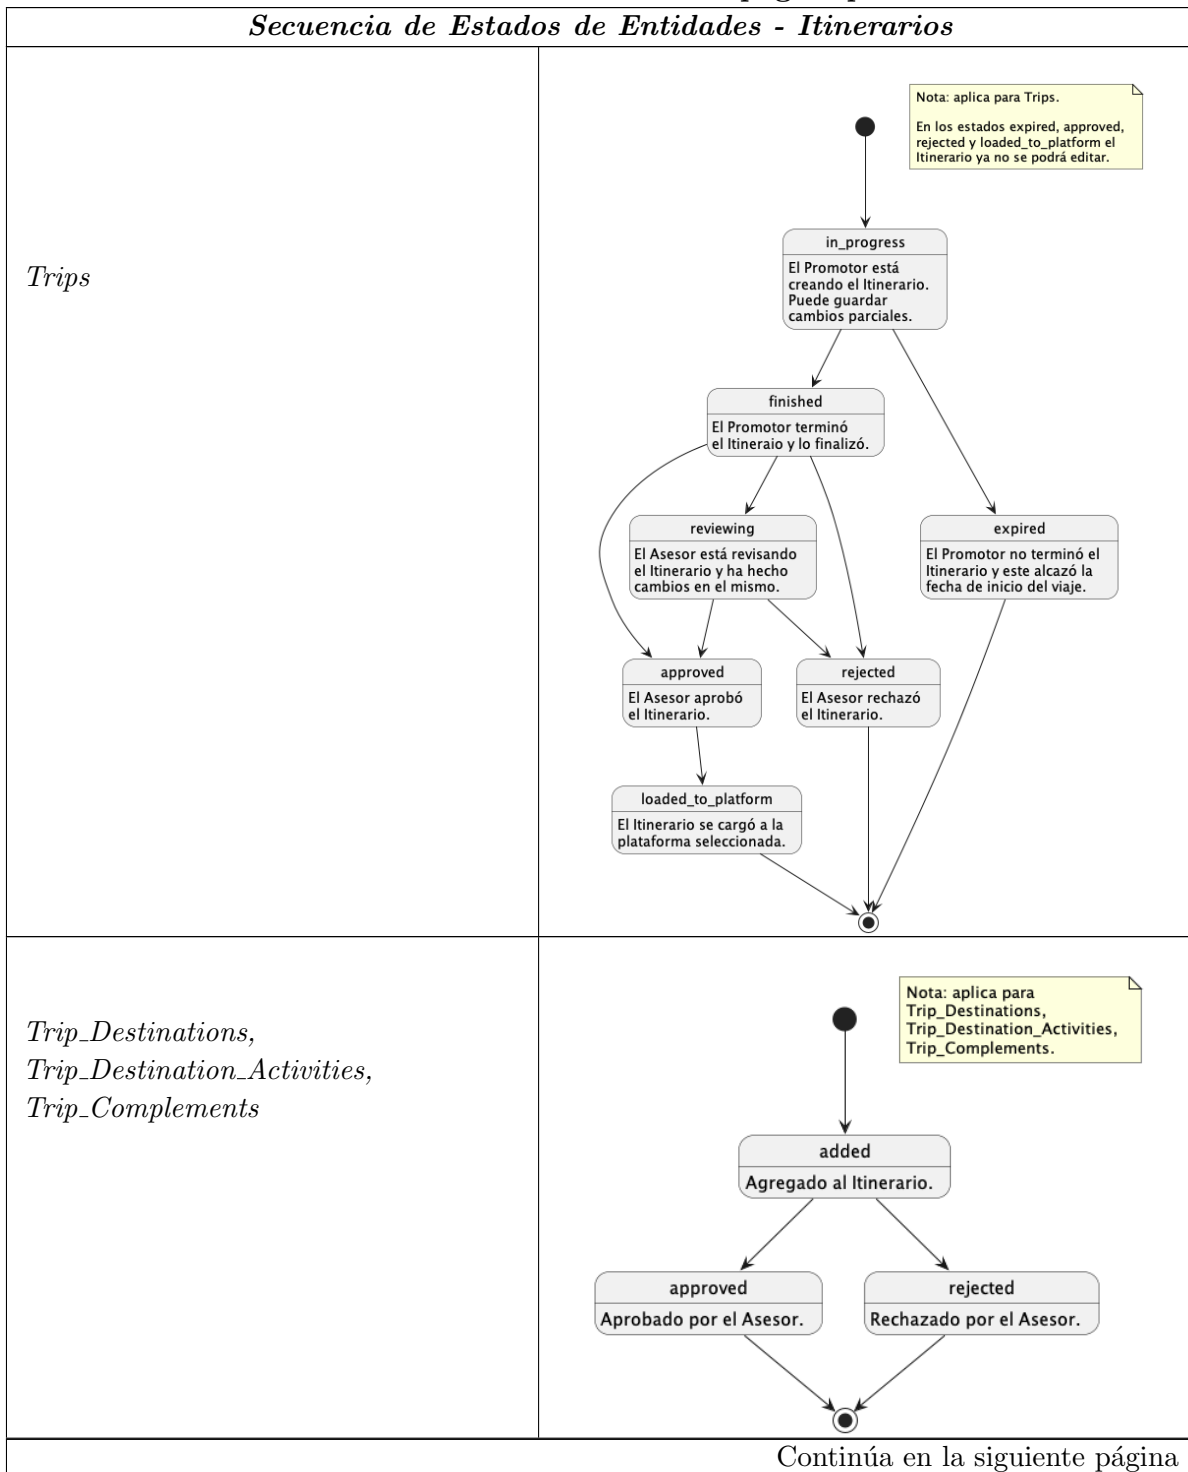 Secuencia de Estados de Entidades - Itinerarios
Trips
Nota: aplica para Trips.
En los estados expired, approved,
rejected y loaded_to_platform el
Itinerario ya no se podrá editar.
in_progress
El Promotor está
creando el Itinerario.
Puede guardar
cambios parciales.
finished
El Promotor terminó
el Itineraio y lo finalizó.
reviewing
El Asesor está revisando
el Itinerario y ha hecho
cambios en el mismo.
expired
El Promotor no terminó el
Itinerario y este alcazó la
fecha de inicio del viaje.
approved
El Asesor aprobó
el Itinerario.
rejected
El Asesor rechazó
el Itinerario.
loaded_to_platform
El Itinerario se cargó a la
plataforma seleccionada.
Trip_Destinations,
Trip_Destination_Activities,
Trip_Complements
Nota: aplica para
Trip_Destinations,
Trip_Destination_Activities,
Trip_Complements.
added
Agregado al Itinerario.
approved
Aprobado por el Asesor.
rejected
Rechazado por el Asesor.
Continúa en la siguiente página